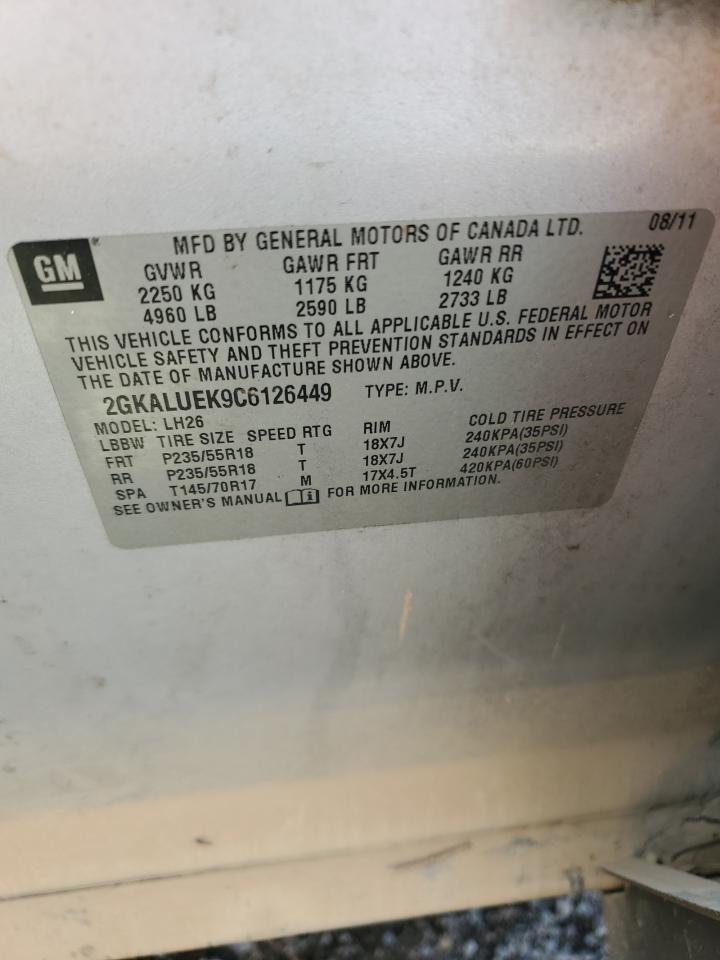 GM
MFD BY GENERAL MOTORS OF CANADA LTD. 08/11
GVWR GAWR FRT GAWR RR
2250 KG 1175 KG 1240 KG
4960 LB 2590 LB 2733 LB
THIS VEHICLE CONFORMS TO ALL APPLICABLE U.S. FEDERAL MOTOR
VEHICLE SAFETY AND THEFT PREVENTION STANDARDS IN EFFECT ON
THE DATE OF MANUFACTURE SHOWN ABOVE.
2GKALUEK9C6126449 TYPE: M.P.V.
MODEL: LH26
LBBW TIRE SIZE SPEED RTG RIM COLD TIRE PRESSURE
FRT P235/55R18 T 18X7J 240KPA(35PSI)
RR P235/55R18 T 18X7J 240KPA(35PSI)
SPA T145/70R17 M 17X4.5T 420KPA(60PSI)
SEE OWNER'S MANUAL FOR MORE INFORMATION.